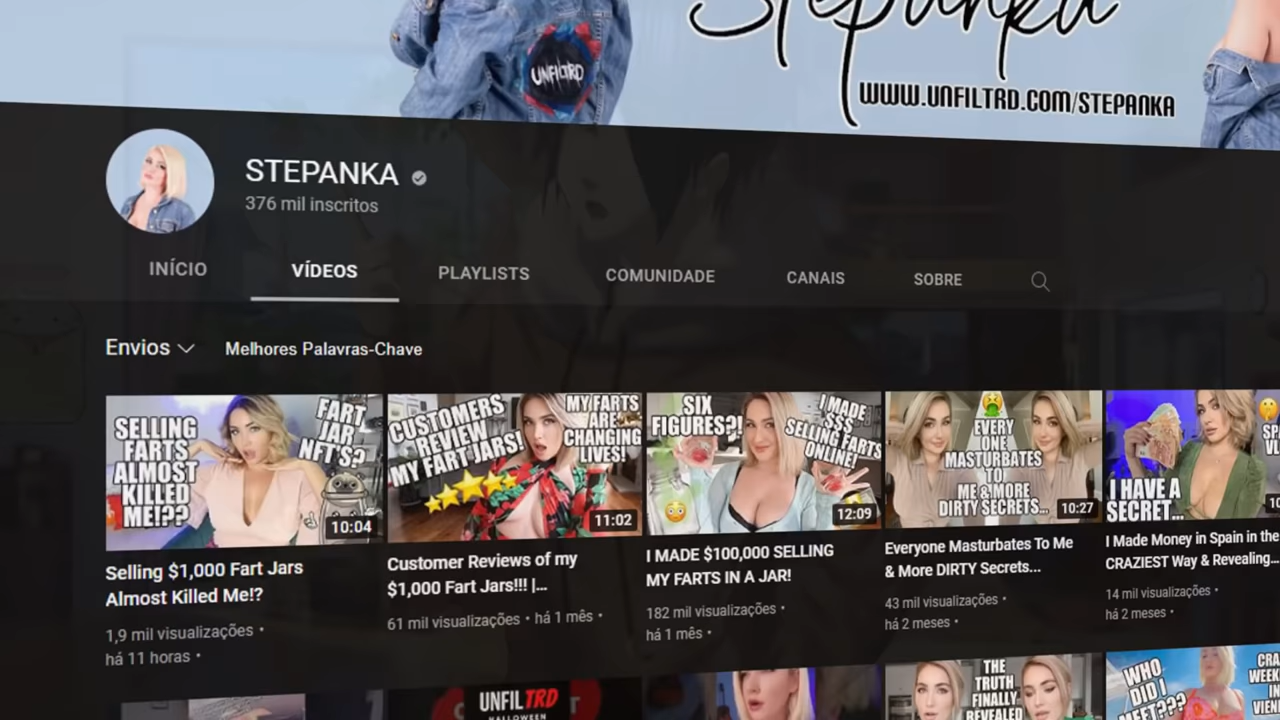 Stepanka
WWW.UNFILTRD.COM/STEPANKA
UNFILTRD
STEPANKA
376 mil inscritos
INÍCIO
VÍDEOS
PLAYLISTS
COMUNIDADE
CANAIS
SOBRE
Envios
Melhores Palavras-Chave
SELLING
FARTS
ALMOST
KILLED
ME!??
FART
JAR
NFT'S?
10:04
CUSTOMERS
REVIEW
MY FART JARS!
MY FARTS
ARE
CHANGING
LIVES!
11:02
SIX
FIGURES?!
I MADE
$$$
SELLING FARTS
ONLINE!
12:09
EVERY
ONE
MASTURBATES
TO
ME & MORE
DIRTY SECRETS...
10:27
I HAVE A
SECRET...
Selling $1,000 Fart Jars
Almost Killed Me!?
1,9 mil visualizações •
há 11 horas •
Customer Reviews of my
$1,000 Fart Jars!!! |...
61 mil visualizações • há 1 mês •
I MADE $100,000 SELLING
MY FARTS IN A JAR!
182 mil visualizações •
há 1 mês •
Everyone Masturbates To Me
& More DIRTY Secrets...
43 mil visualizações •
há 2 meses •
I Made Money in Spain in the
CRAZIEST Way & Revealing...
14 mil visualizações •
há 2 meses •
UNFILTRD
HALLOWEEN
THE
TRUTH
FINALLY
REVEALED
WHO
DID I